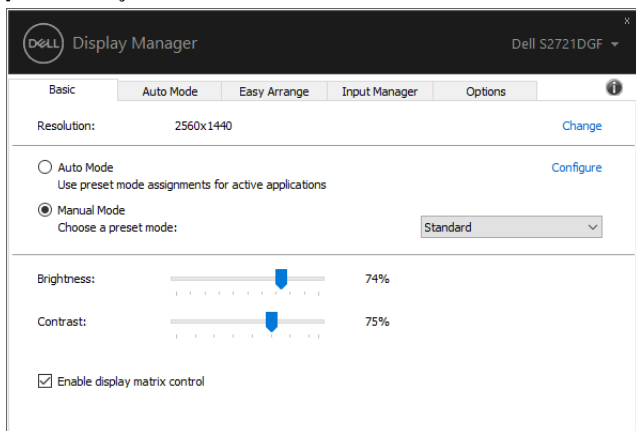 DELL Display Manager
x
Dell S2721DGF
Basic Auto Mode Easy Arrange Input Manager Options
Resolution: 2560x1440 Change
Auto Mode Configure
Use preset mode assignments for active applications
Manual Mode
Choose a preset mode: Standard
Brightness: 74%
Contrast: 75%
Enable display matrix control